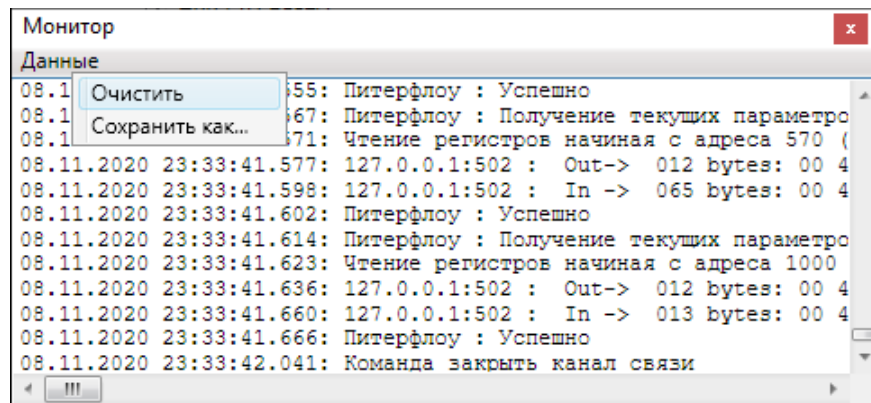 Монитор
x
Данные
Очистить
Сохранить как...
08.1 555: Питерфлоу : Успешно
08.1 567: Питерфлоу : Получение текущих параметро
08.1 571: Чтение регистров начиная с адреса 570 (
08.11.2020 23:33:41.577: 127.0.0.1:502 : Out-> 012 bytes: 00 4
08.11.2020 23:33:41.598: 127.0.0.1:502 : In -> 065 bytes: 00 4
08.11.2020 23:33:41.602: Питерфлоу : Успешно
08.11.2020 23:33:41.614: Питерфлоу : Получение текущих параметро
08.11.2020 23:33:41.623: Чтение регистров начиная с адреса 1000
08.11.2020 23:33:41.636: 127.0.0.1:502 : Out-> 012 bytes: 00 4
08.11.2020 23:33:41.660: 127.0.0.1:502 : In -> 013 bytes: 00 4
08.11.2020 23:33:41.666: Питерфлоу : Успешно
08.11.2020 23:33:42.041: Команда закрыть канал связи